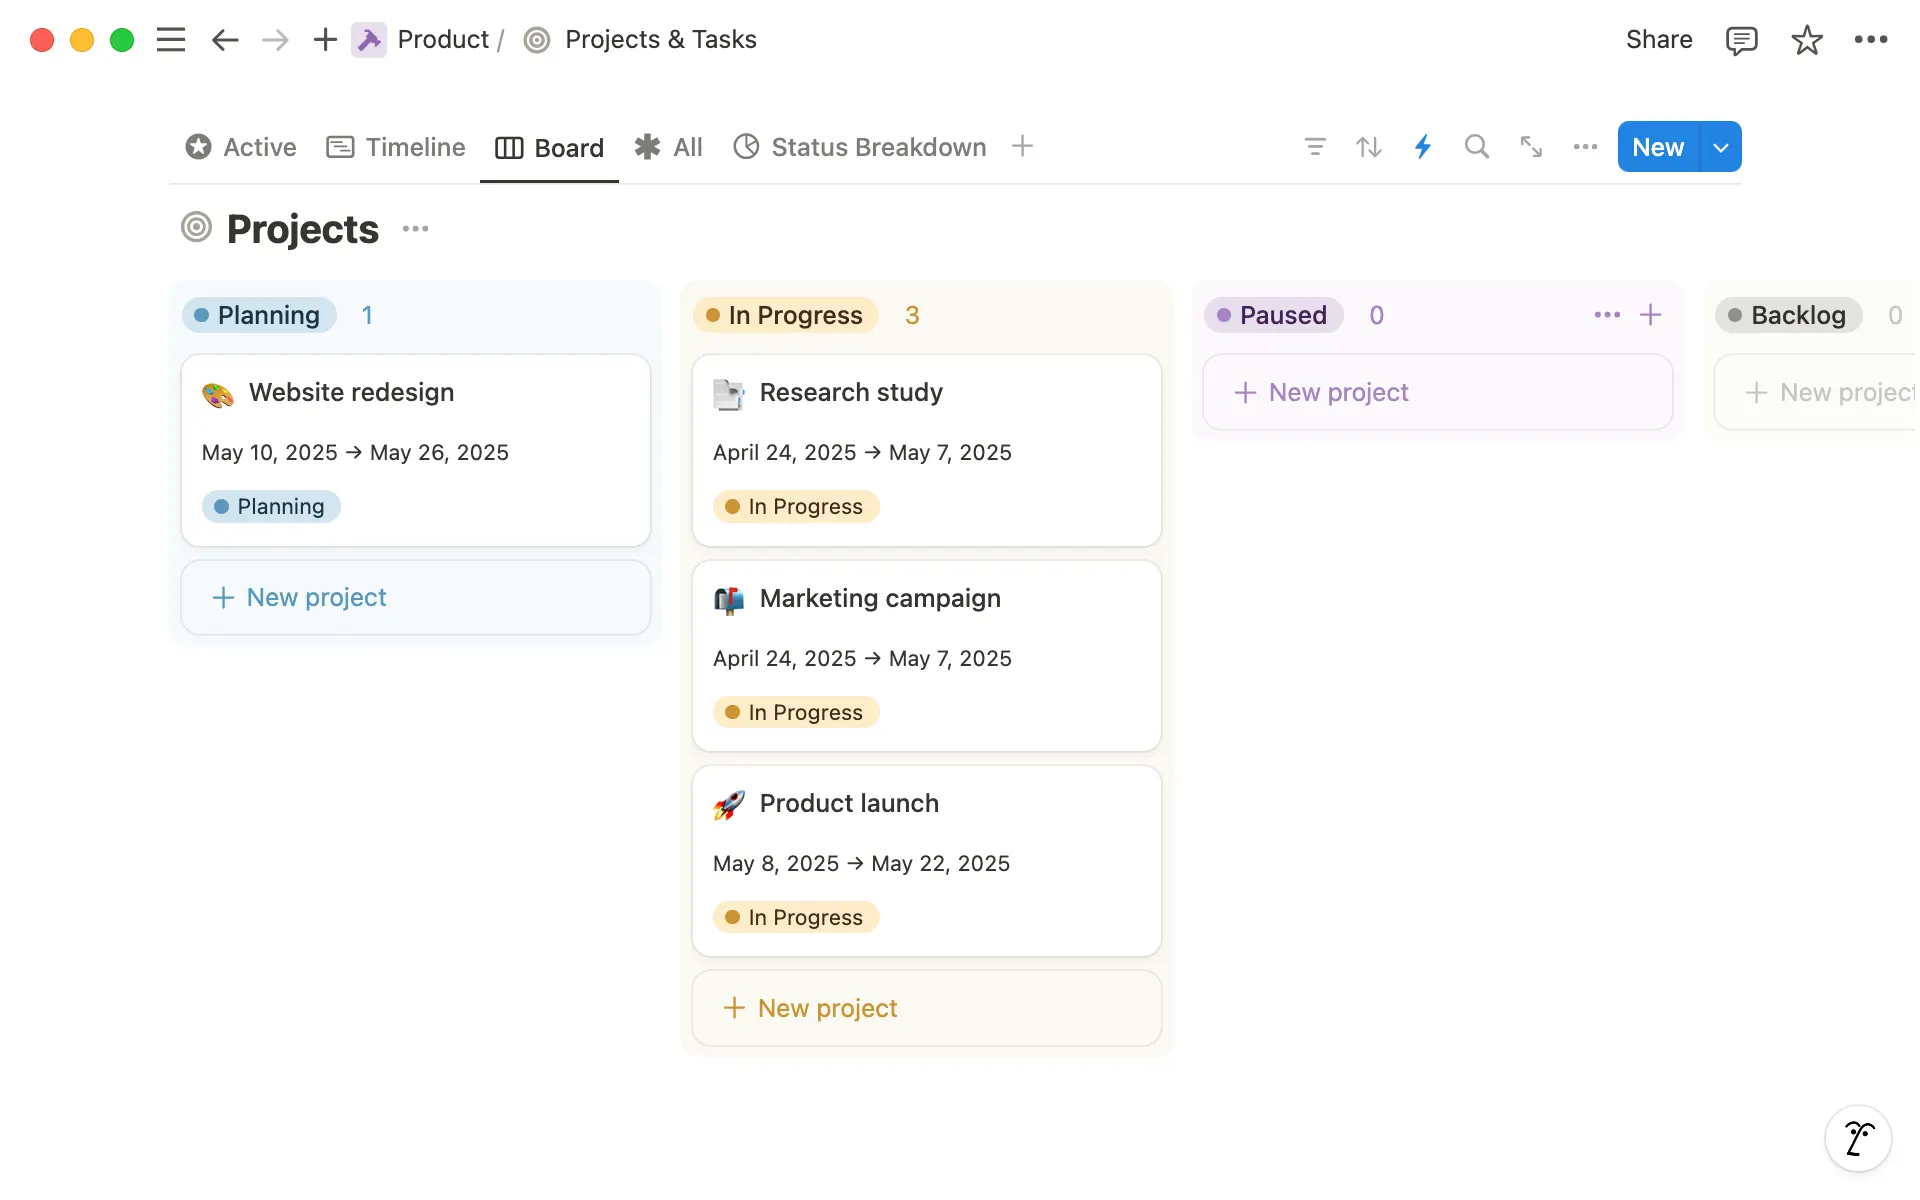 Product / Projects & Tasks
Share
Active Timeline Board All Status Breakdown
New
Projects
Planning 1
Website redesign
May 10, 2025 → May 26, 2025
Planning
+ New project
In Progress 3
Research study
April 24, 2025 → May 7, 2025
In Progress
Marketing campaign
April 24, 2025 → May 7, 2025
In Progress
Product launch
May 8, 2025 → May 22, 2025
In Progress
+ New project
Paused 0
+ New project
Backlog 0
+ New project